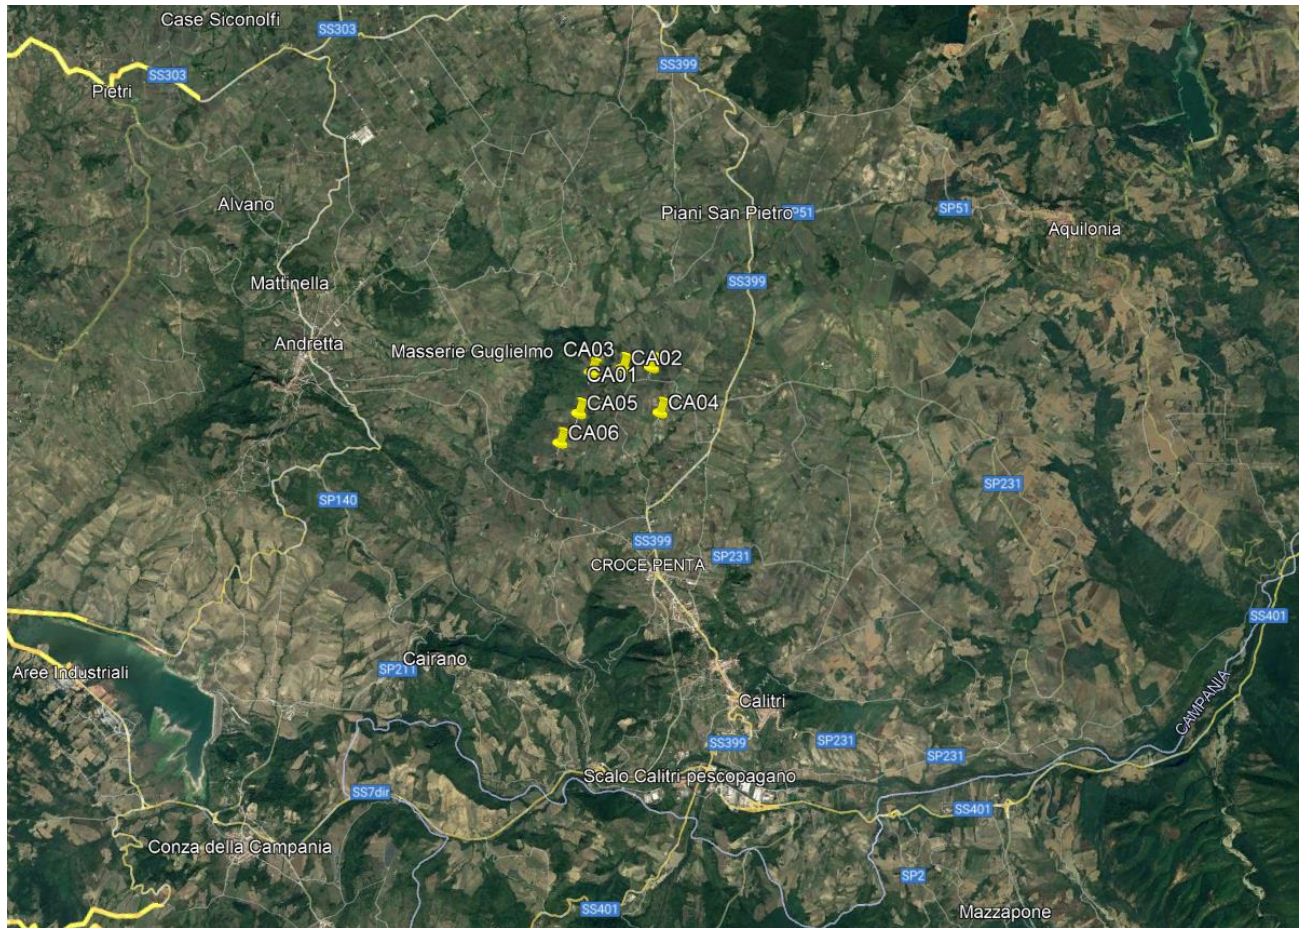 Case Siconolfi
SS303
SS303
SS399
Pietri
Alvano
Piani San Pietro
SP51
SP51
Aquilonia
Mattinella
SS399
Andretta
Masserie Guglielmo
CA03
CA02
CA01
CA05
CA04
CA06
SP231
SP140
SS399
SP231
CROCE PENTA
SS401
Cairano
SP211
Aree Industriali
CAMPANIA
Calitri
SS399
SP231
SP231
Scalo Calitri-pescopagano
SS7dir
SS401
Conza della Campania
SP2
SS401
Mazzapone